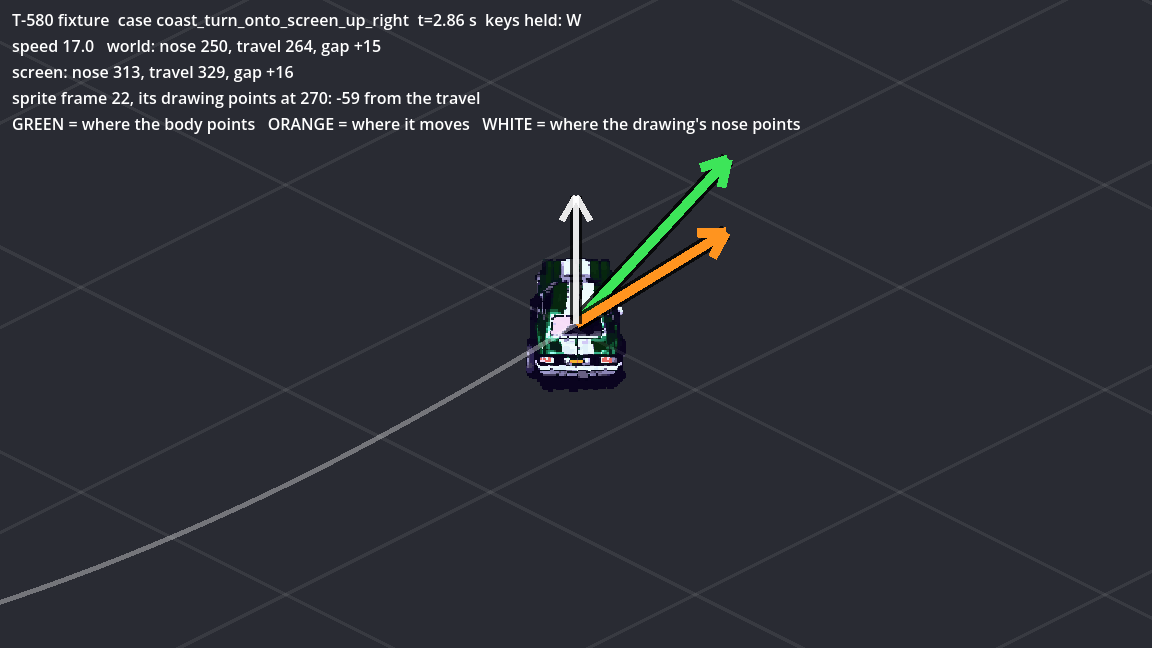 T-580 fixture  case coast_turn_onto_screen_up_right  t=2.86 s  keys held: W
speed 17.0   world: nose 250, travel 264, gap +15
screen: nose 313, travel 329, gap +16
sprite frame 22, its drawing points at 270: -59 from the travel
GREEN = where the body points   ORANGE = where it moves   WHITE = where the drawing's nose points